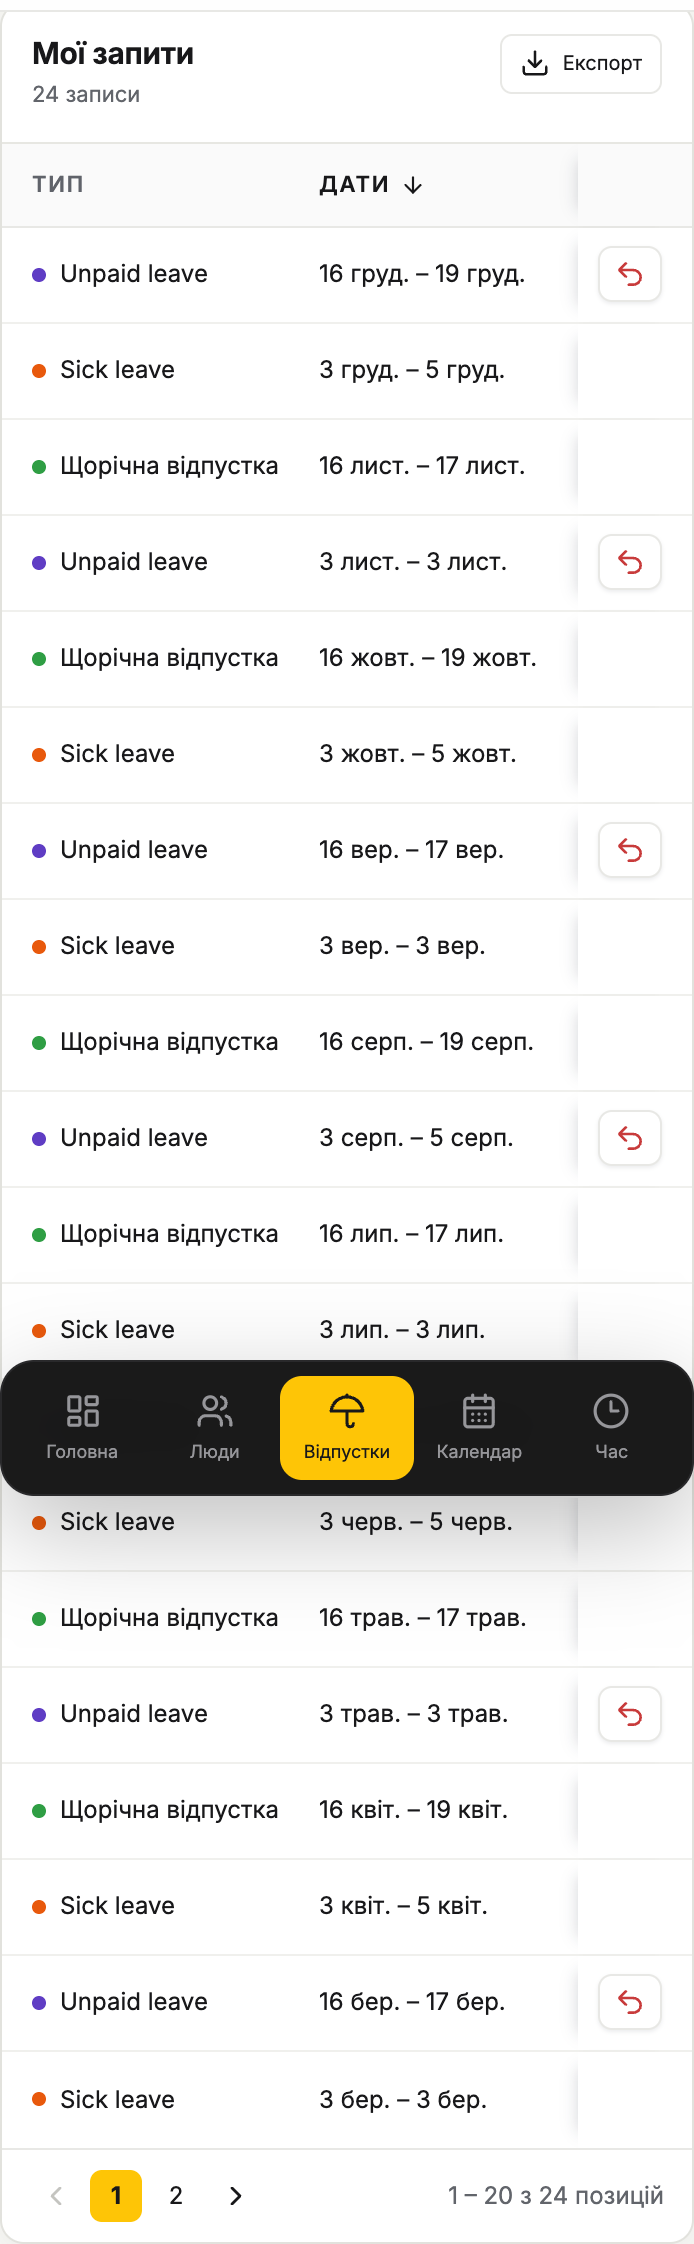 Мої запити
24 записи
Експорт
ТИП ДАТИ
Unpaid leave 16 груд. – 19 груд.
Sick leave 3 груд. – 5 груд.
Щорічна відпустка 16 лист. – 17 лист.
Unpaid leave 3 лист. – 3 лист.
Щорічна відпустка 16 жовт. – 19 жовт.
Sick leave 3 жовт. – 5 жовт.
Unpaid leave 16 вер. – 17 вер.
Sick leave 3 вер. – 3 вер.
Щорічна відпустка 16 серп. – 19 серп.
Unpaid leave 3 серп. – 5 серп.
Щорічна відпустка 16 лип. – 17 лип.
Sick leave 3 лип. – 3 лип.
Головна Люди Відпустки Календар Час
Sick leave 3 черв. – 5 черв.
Щорічна відпустка 16 трав. – 17 трав.
Unpaid leave 3 трав. – 3 трав.
Щорічна відпустка 16 квіт. – 19 квіт.
Sick leave 3 квіт. – 5 квіт.
Unpaid leave 16 бер. – 17 бер.
Sick leave 3 бер. – 3 бер.
1 2 1 – 20 з 24 позицій